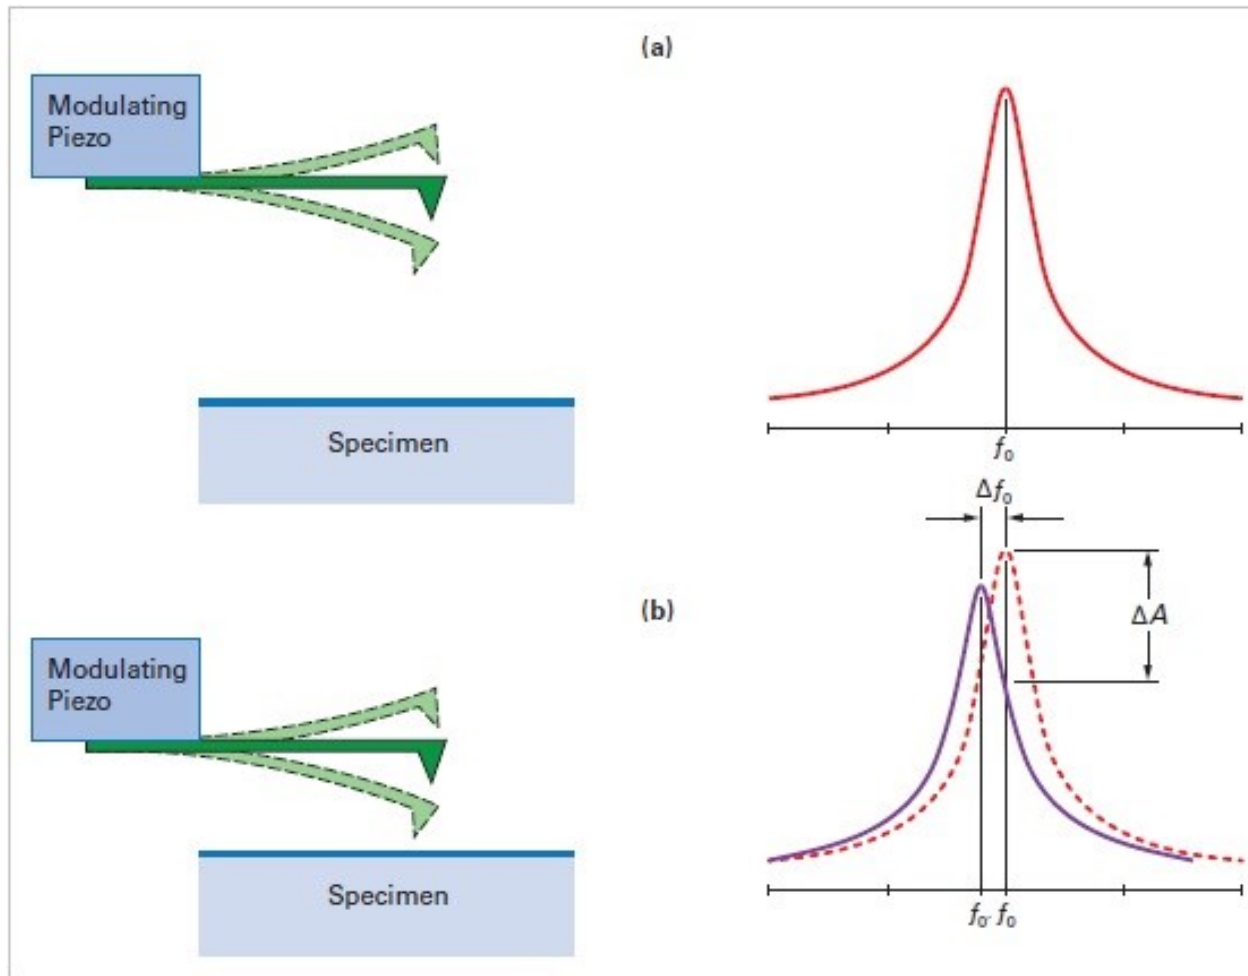 (a)
Modulating
Piezo
Specimen
f₀
Δf₀
(b)
Modulating
Piezo
ΔA
Specimen
f₀' f₀